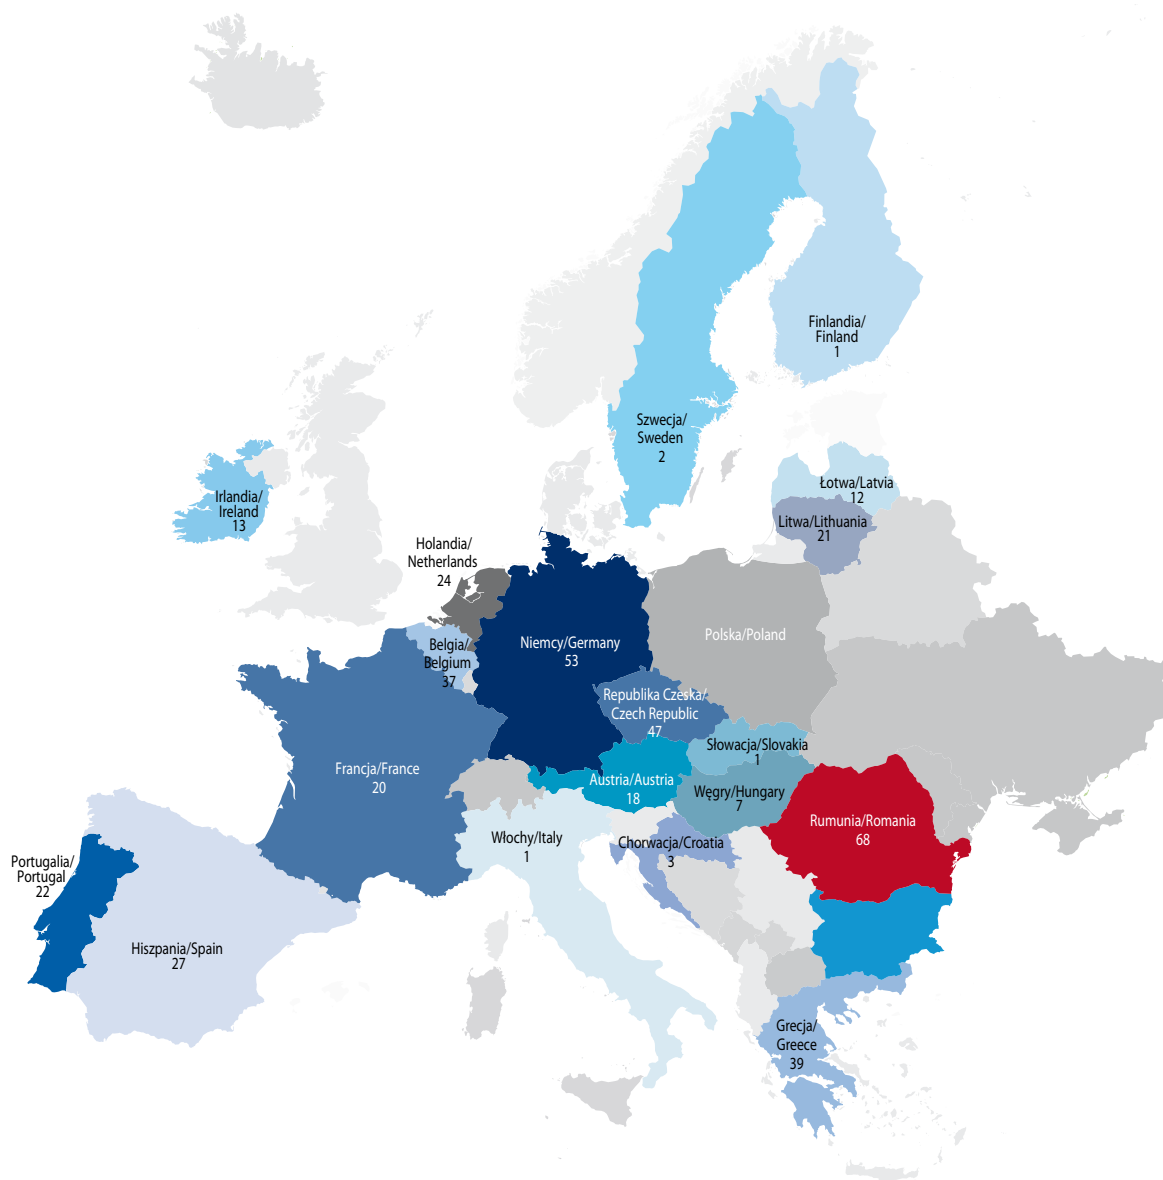 Finlandia/
Finland
1
Szwecja/
Sweden
2
Łotwa/Latvia
12
Irlandia/
Ireland
13
Litwa/Lithuania
21
Holandia/
Netherlands
24
Niemcy/Germany
53
Polska/Poland
Belgia/
Belgium
37
Republika Czeska/
Czech Republic
47
Słowacja/Slovakia
1
Francja/France
20
Austria/Austria
18
Węgry/Hungary
7
Rumunia/Romania
68
Włochy/Italy
1
Chorwacja/Croatia
3
Portugalia/
Portugal
22
Hiszpania/Spain
27
Grecja/
Greece
39